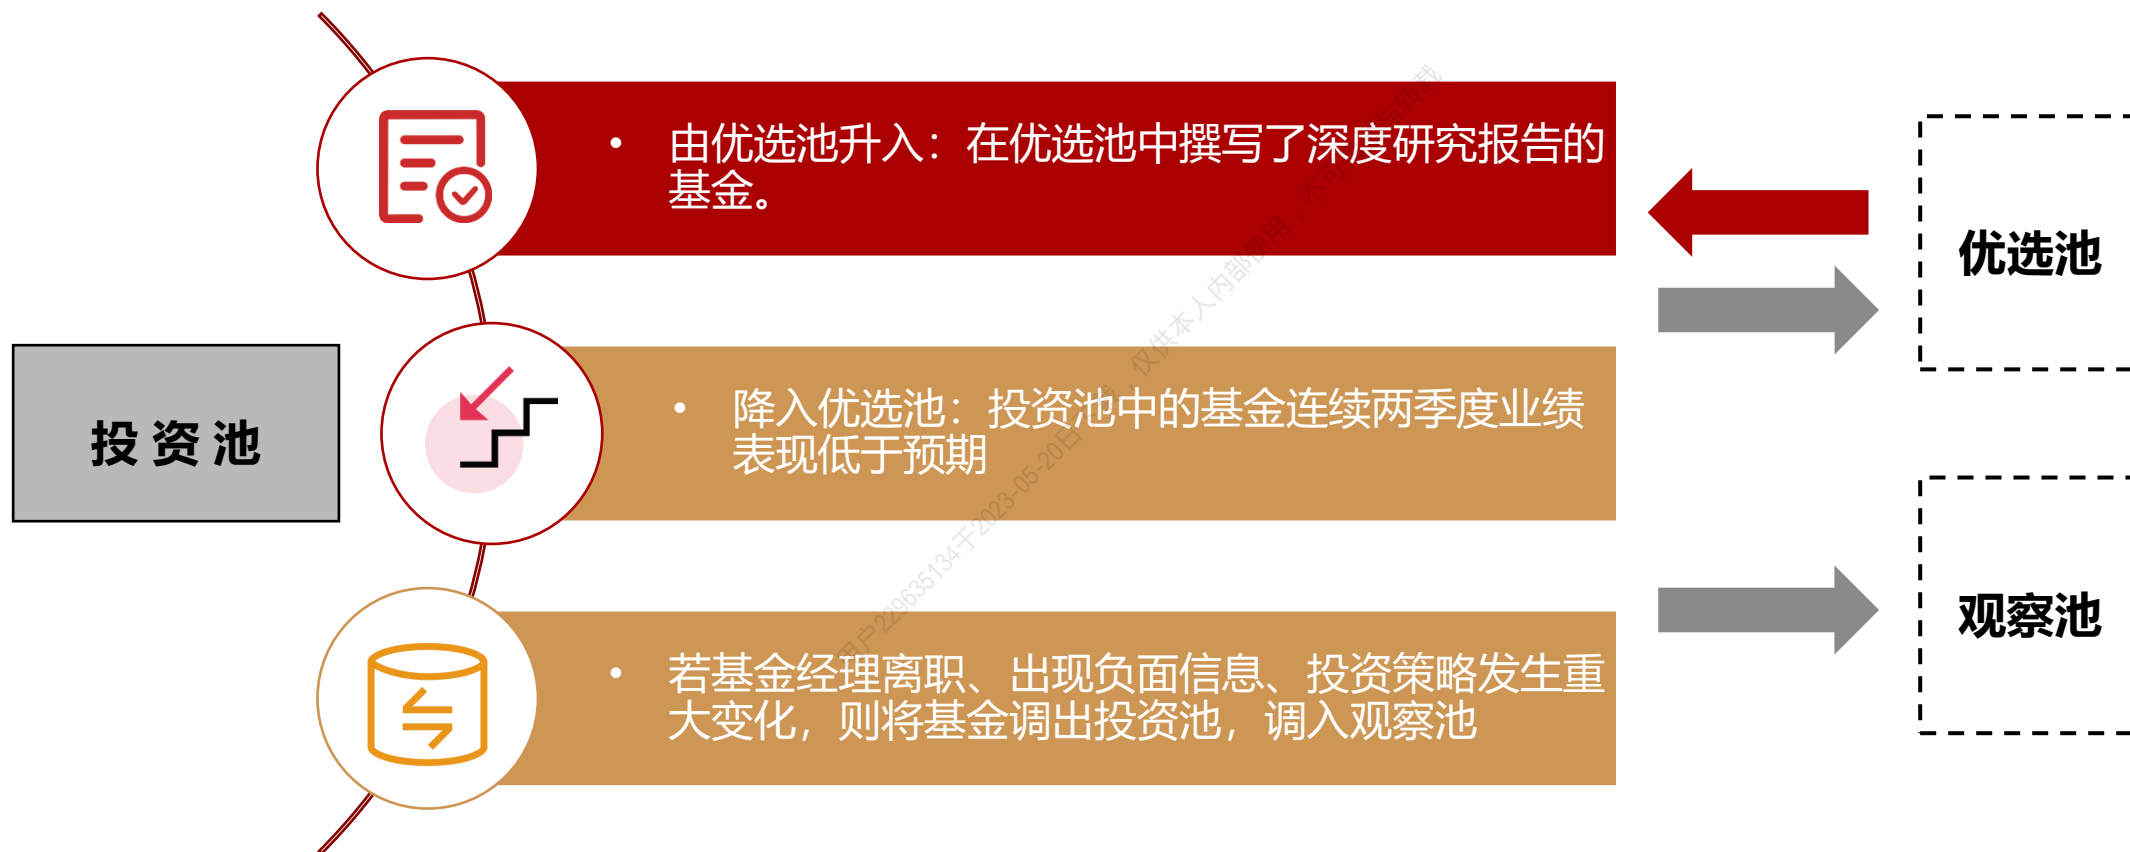 • 由优选池升入：在优选池中撰写了深度研究报告的
基金。
优选池
投 资 池
• 降入优选池：投资池中的基金连续两季度业绩
表现低于预期
观察池
• 若基金经理离职、出现负面信息、投资策略发生重
大变化，则将基金调出投资池，调入观察池